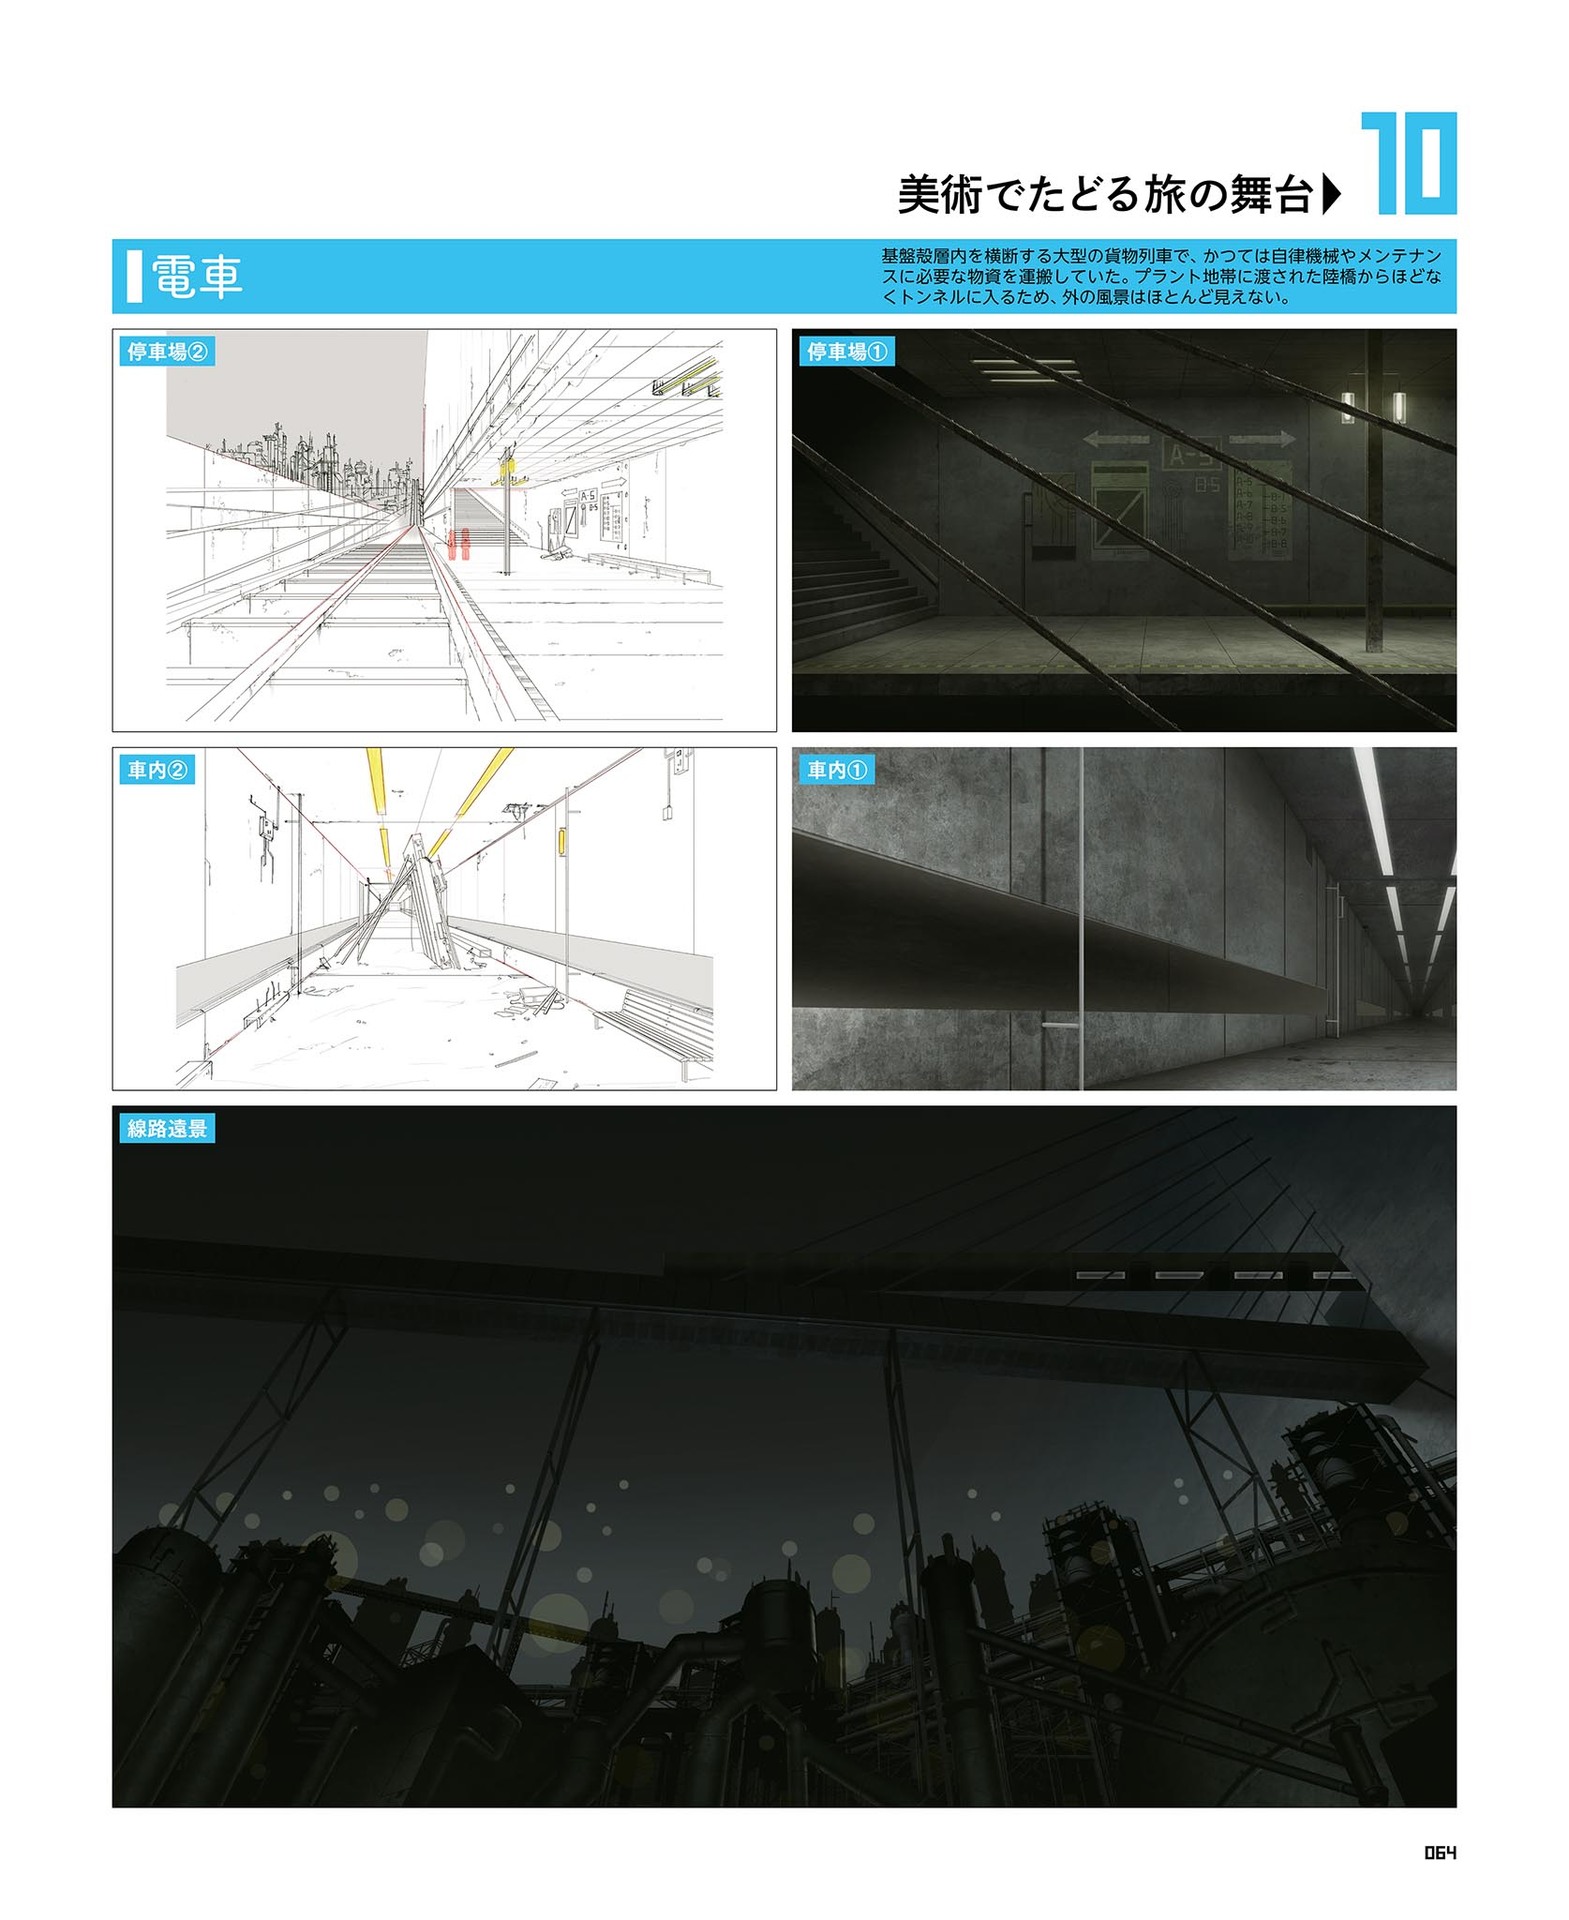 10
美術でたどる旅の舞台▶
電車
基盤殻層内を横断する大型の貨物列車で、かつては自律機械やメンテナン
スに必要な物資を運搬していた。プラント地帯に渡された陸橋からほどな
くトンネルに入るため、外の風景はほとんど見えない。
停車場②
A-5
B-5
停車場①
A-5
B-5
車内②
車内①
線路遠景
064